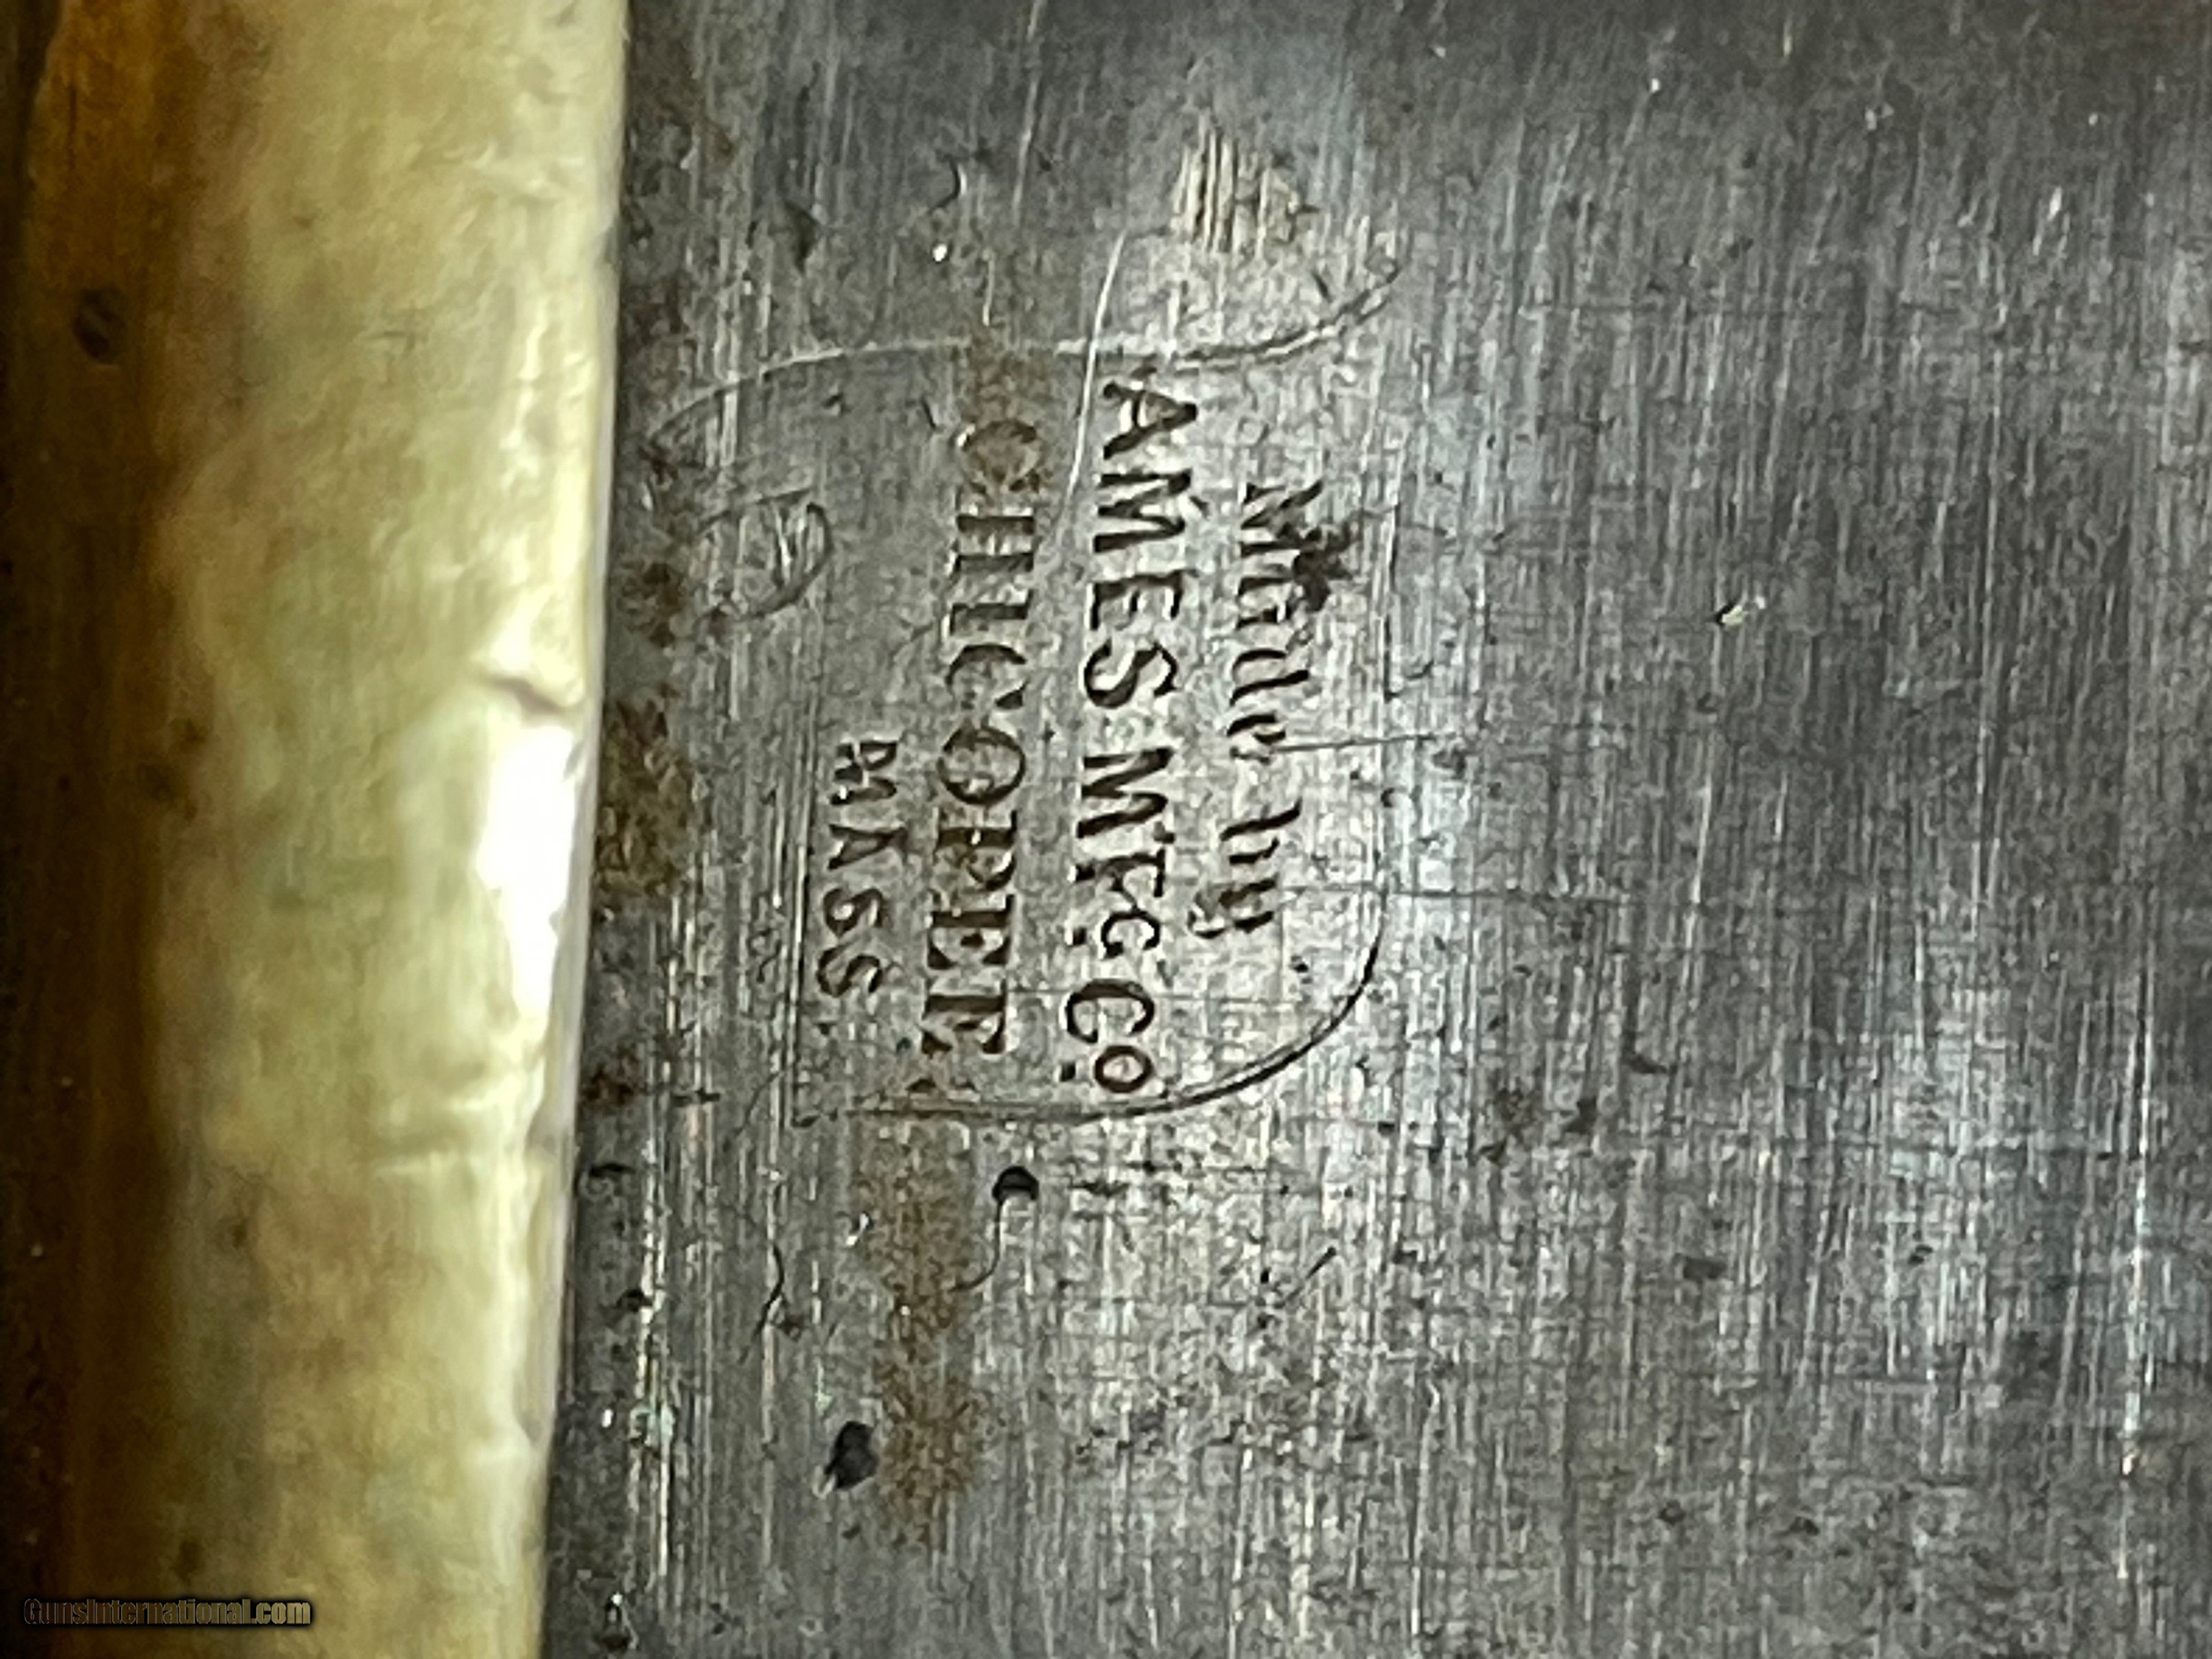 Made by
AMES MFG. CO.
CHICOPEE
MASS.
GunsInternational.com